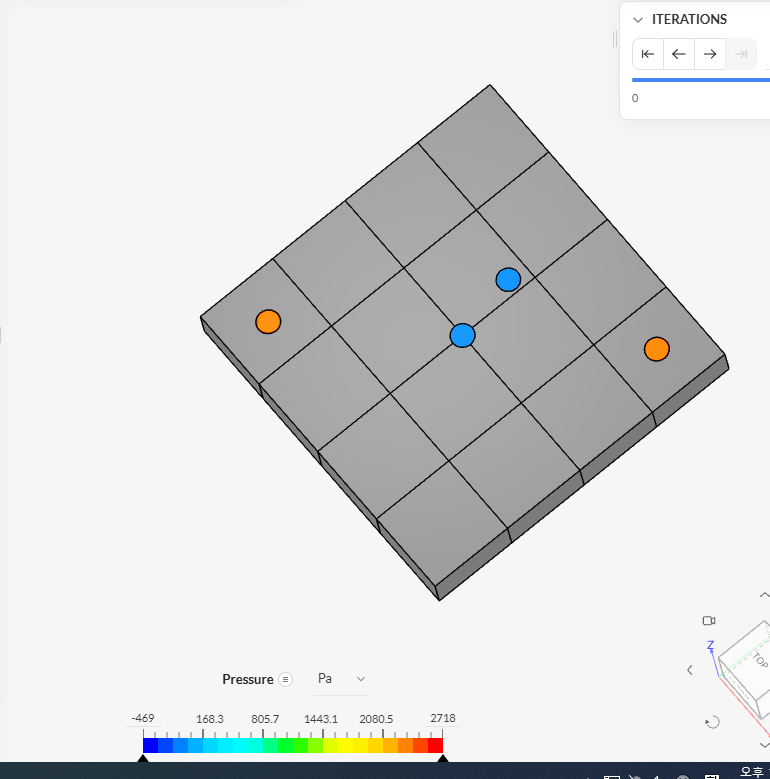 ITERATIONS
0
Z
TOP
Pressure
Pa
-469 168.3 805.7 1443.1 2080.5 2718
오후